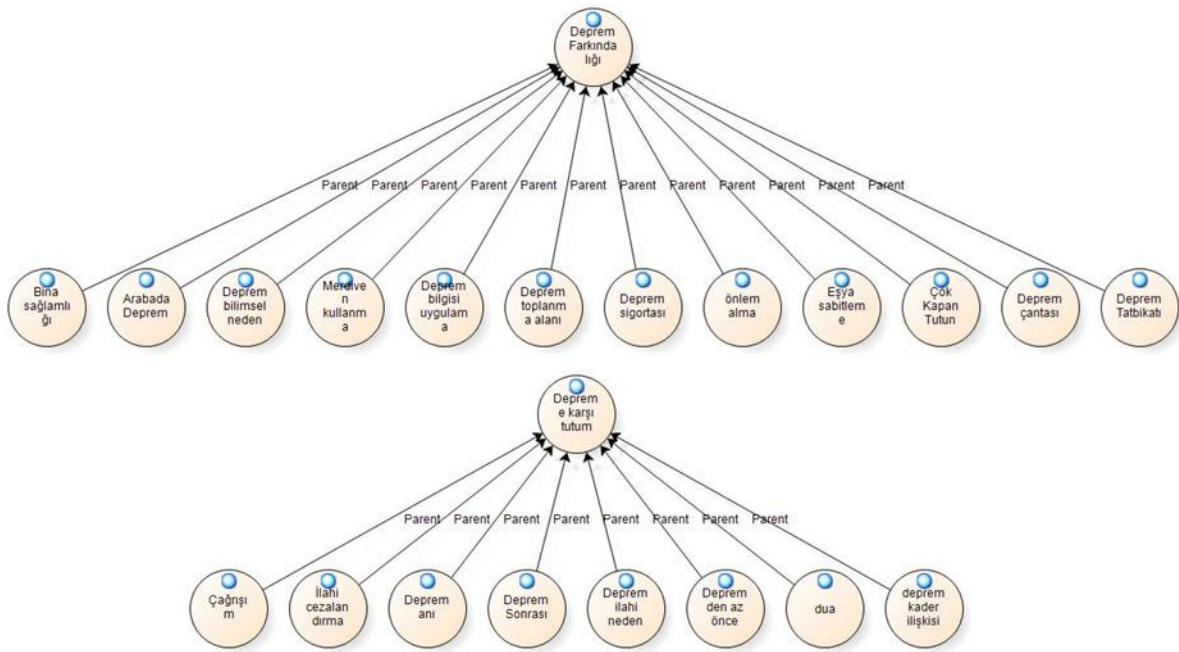 Deprem
Farkında
lığı
Parent Parent Parent Parent Parent Parent Parent Parent Parent Parent Parent Parent
Bina
sağlamlı
ğı
Arabada
Deprem
Deprem
bilimsel
neden
Merdive
n
kullanm
a
Deprem
bilgisi
uygulam
a
Deprem
toplanm
a alanı
Deprem
sigortası
önlem
alma
Eşya
sabitlem
e
Çök
Kapan
Tutun
Deprem
çantası
Deprem
Tatbikatı
Deprem
e karşı
tutum
Parent Parent Parent Parent Parent Parent Parent Parent
Çağrışı
m
İlahi
cezalan
dırma
Deprem
anı
Deprem
Sonrası
Deprem
ilahi
neden
Deprem
den az
önce
dua
deprem
kader
ilişkisi